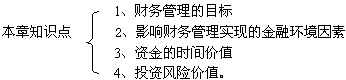 本章知识点
1、财务管理的目标
2、影响财务管理实现的金融环境因素
3、资金的时间价值
4、投资风险价值。